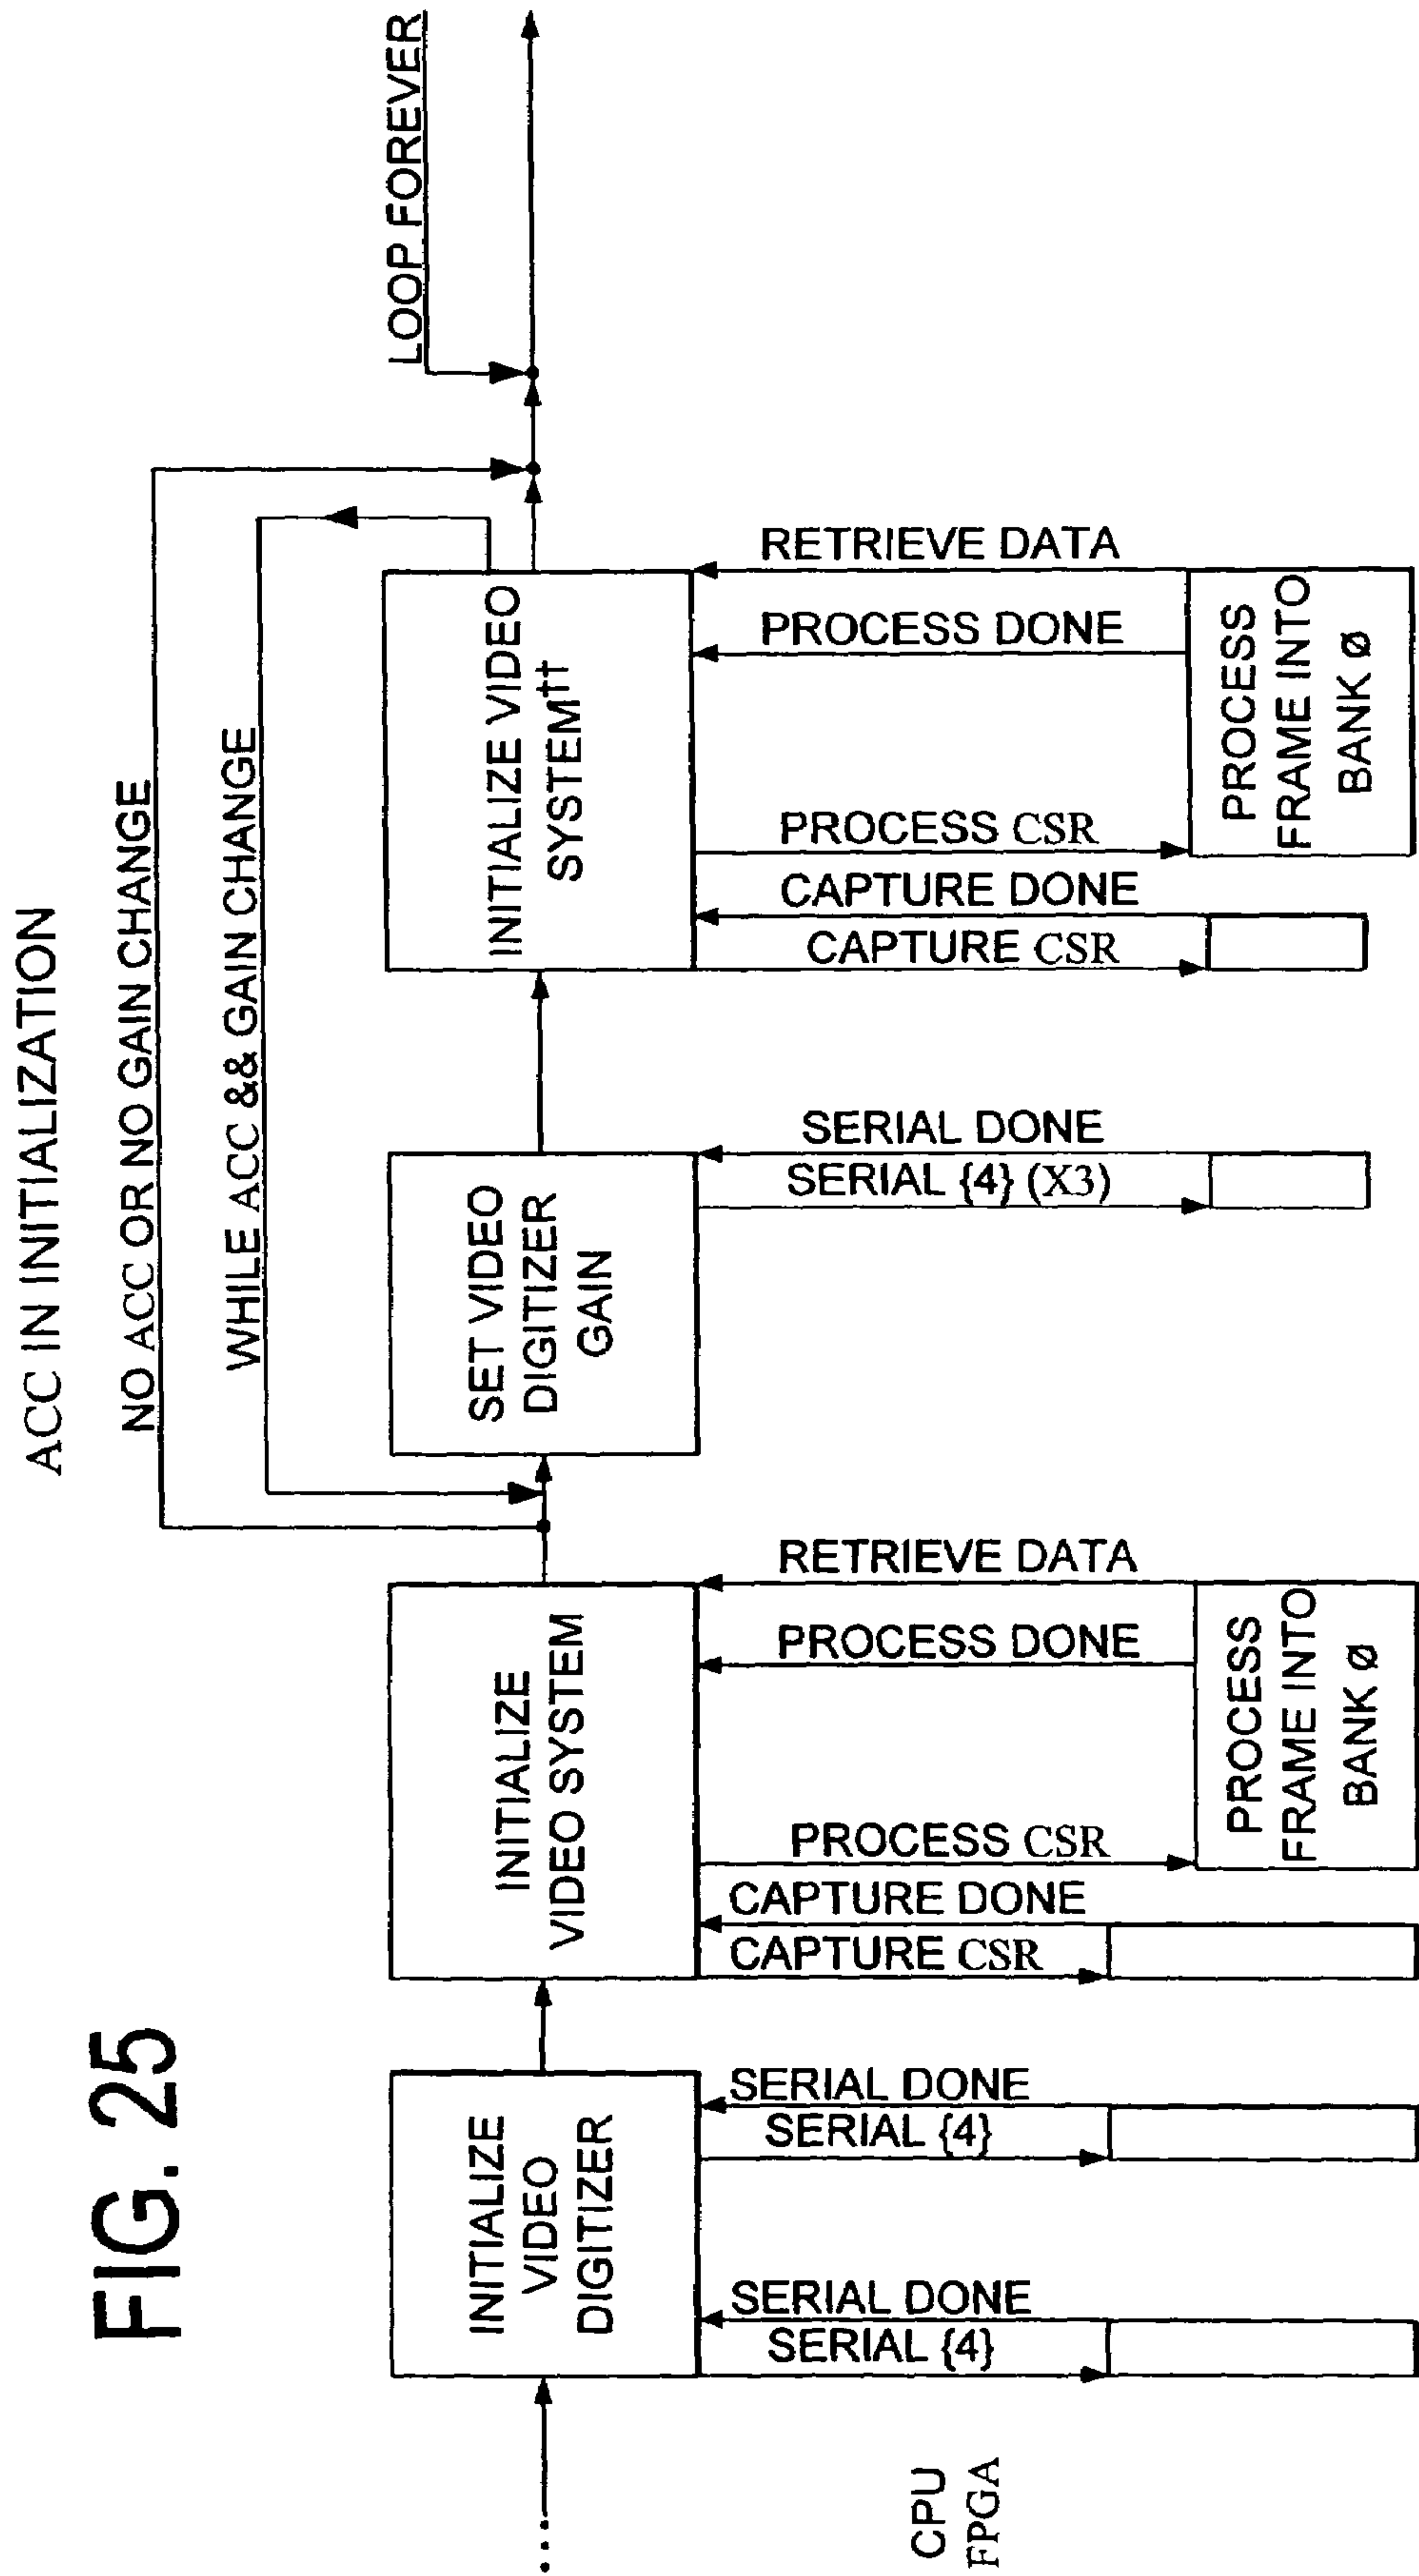 FIG. 25
ACC IN INITIALIZATION
NO ACC OR NO GAIN CHANGE
WHILE ACC && GAIN CHANGE
LOOP FOREVER
INITIALIZE
VIDEO
DIGITIZER
INITIALIZE
VIDEO SYSTEM
SET VIDEO
DIGITIZER
GAIN
INITIALIZE VIDEO
SYSTEM††
CPU
FPGA
SERIAL DONE
SERIAL {4}
SERIAL DONE
SERIAL {4}
CAPTURE DONE
CAPTURE CSR
PROCESS CSR
PROCESS DONE
RETRIEVE DATA
SERIAL DONE
SERIAL {4} (X3)
CAPTURE DONE
CAPTURE CSR
PROCESS CSR
PROCESS DONE
RETRIEVE DATA
PROCESS
FRAME INTO
BANK ø
PROCESS
FRAME INTO
BANK ø